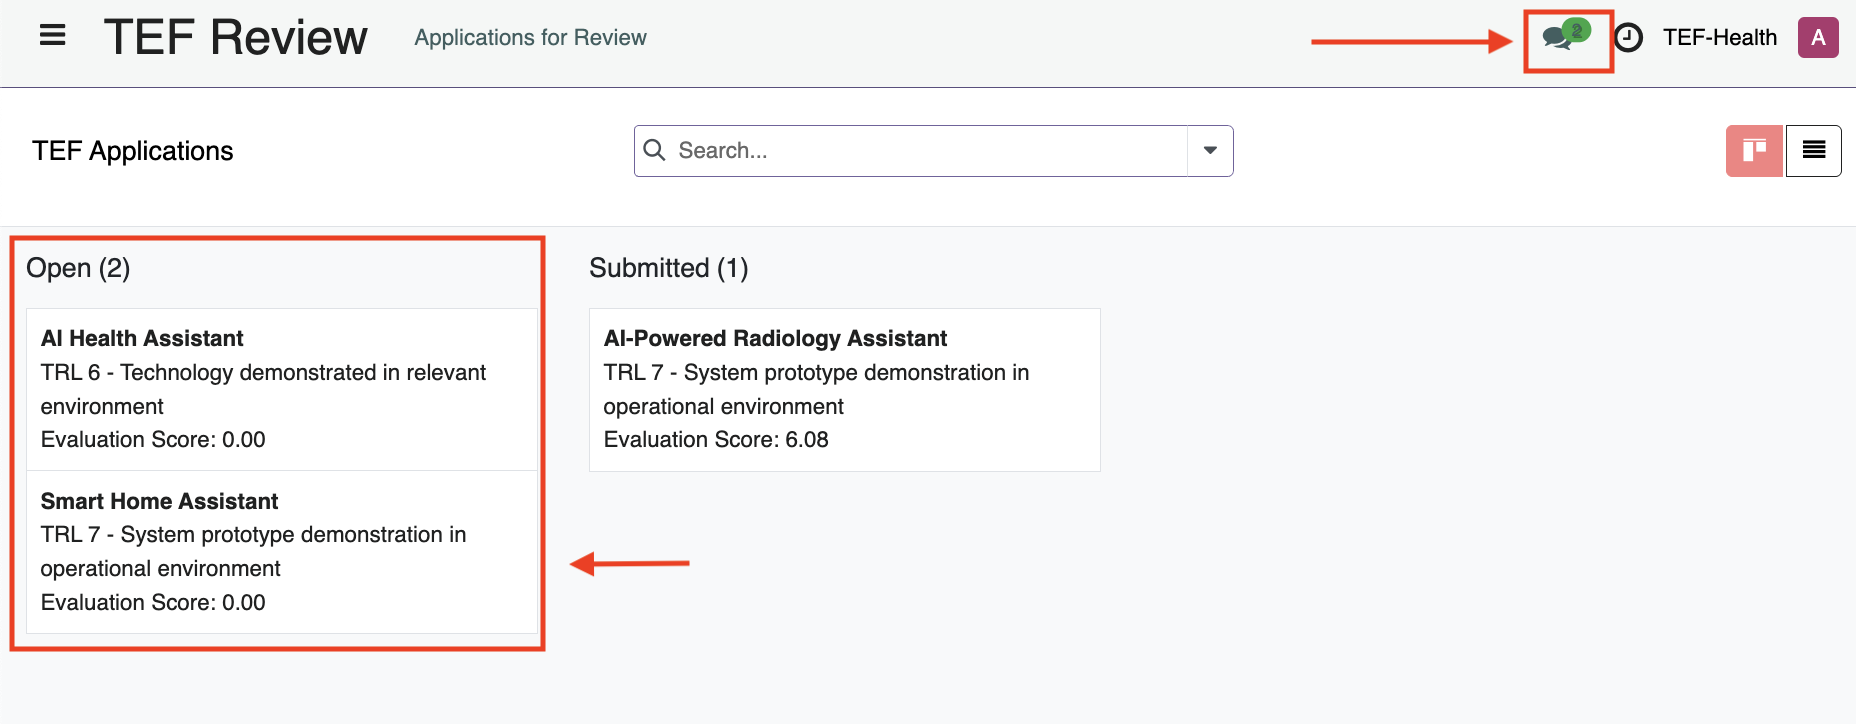 TEF Review
Applications for Review
2
TEF-Health
A
TEF Applications
Search...
Open (2)
AI Health Assistant
TRL 6 - Technology demonstrated in relevant
environment
Evaluation Score: 0.00
Smart Home Assistant
TRL 7 - System prototype demonstration in
operational environment
Evaluation Score: 0.00
Submitted (1)
AI-Powered Radiology Assistant
TRL 7 - System prototype demonstration in
operational environment
Evaluation Score: 6.08